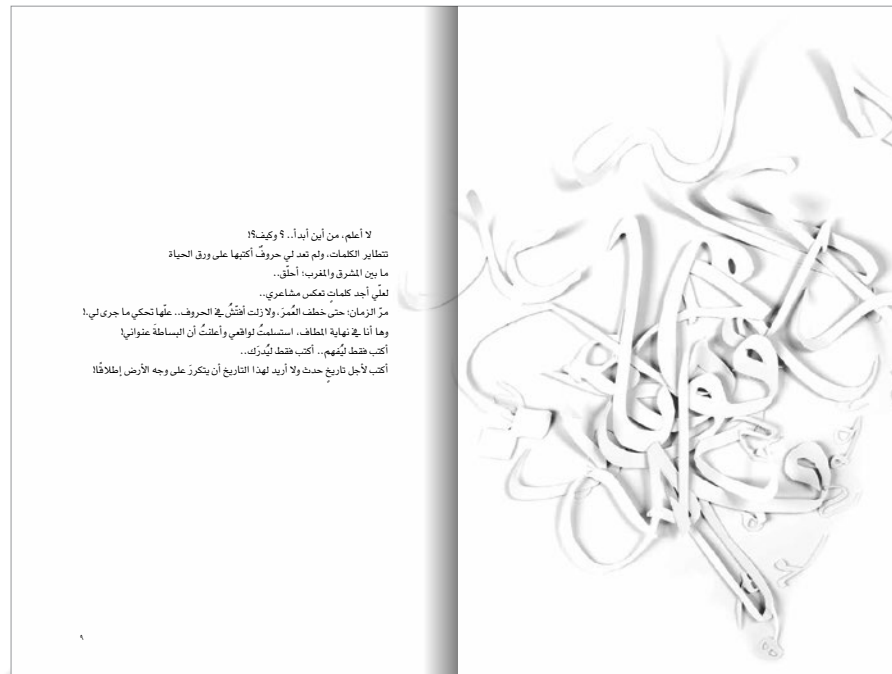 لا أعلم، من أين أبدأ.. ؟ وكيف؟!
تتطاير الكلمات، ولم تعد لي حروفٌ أكتبها على ورق الحياة
ما بين المشرق والمغرب؛ أحلّق..
لعلّي أجد كلماتٍ تعكس مشاعري..
مرّ الزمان؛ حتى خطف العُمرَ، ولا زلت أفتّشُ في الحروف.. علّها تحكي ما جرى لي.!
وها أنا في نهاية المطاف، استسلمتُ لواقعي وأعلنتُ أن البساطةَ عنواني!
أكتب فقط ليُفهم.. أكتب فقط ليُدرَك..
أكتب لأجل تاريخٍ حدث ولا أريد لهذا التاريخ أن يتكررَ على وجه الأرض إطلاقًا!
٩